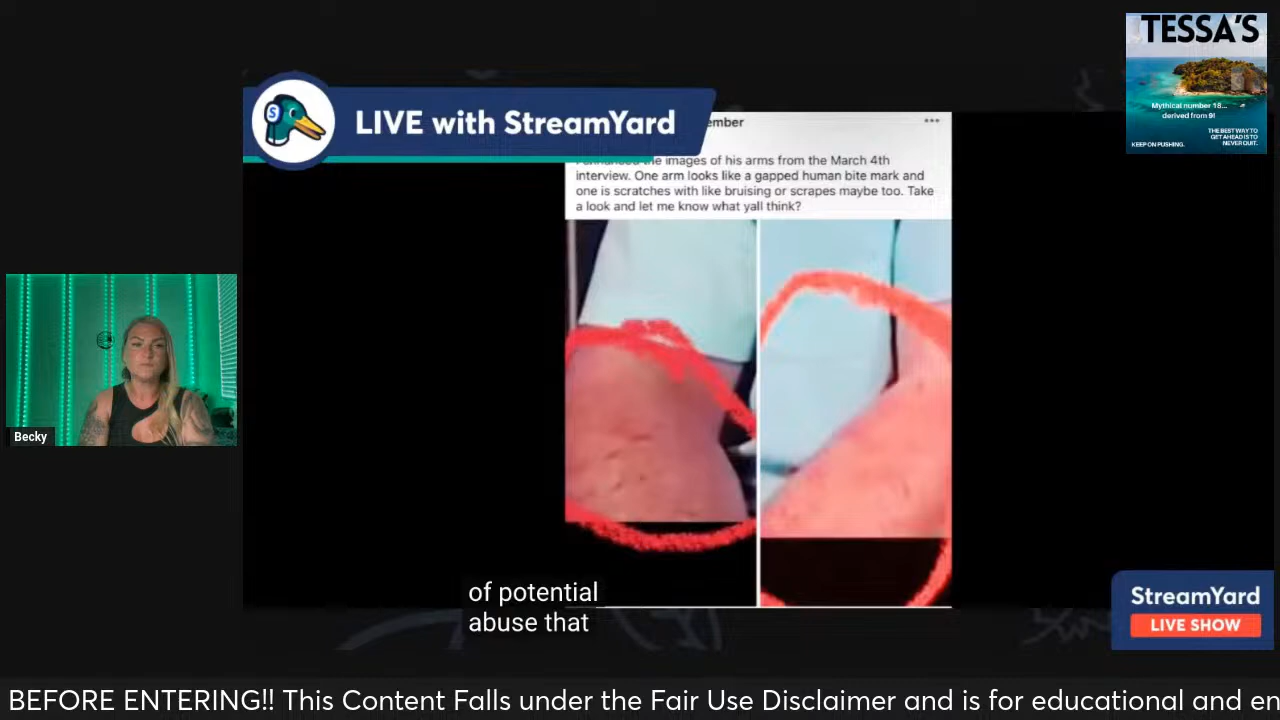 TESSA'S
Mythical number 18...
derived from 9!
THE BEST WAY TO
GET AHEAD IS TO
NEVER QUIT.
KEEP ON PUSHING.
S
LIVE with StreamYard
ember
the images of his arms from the March 4th
interview. One arm looks like a gapped human bite mark and
one is scratches with like bruising or scrapes maybe too. Take
a look and let me know what yall think?
Becky
of potential
abuse that
StreamYard
LIVE SHOW
BEFORE ENTERING!! This Content Falls under the Fair Use Disclaimer and is for educational and en